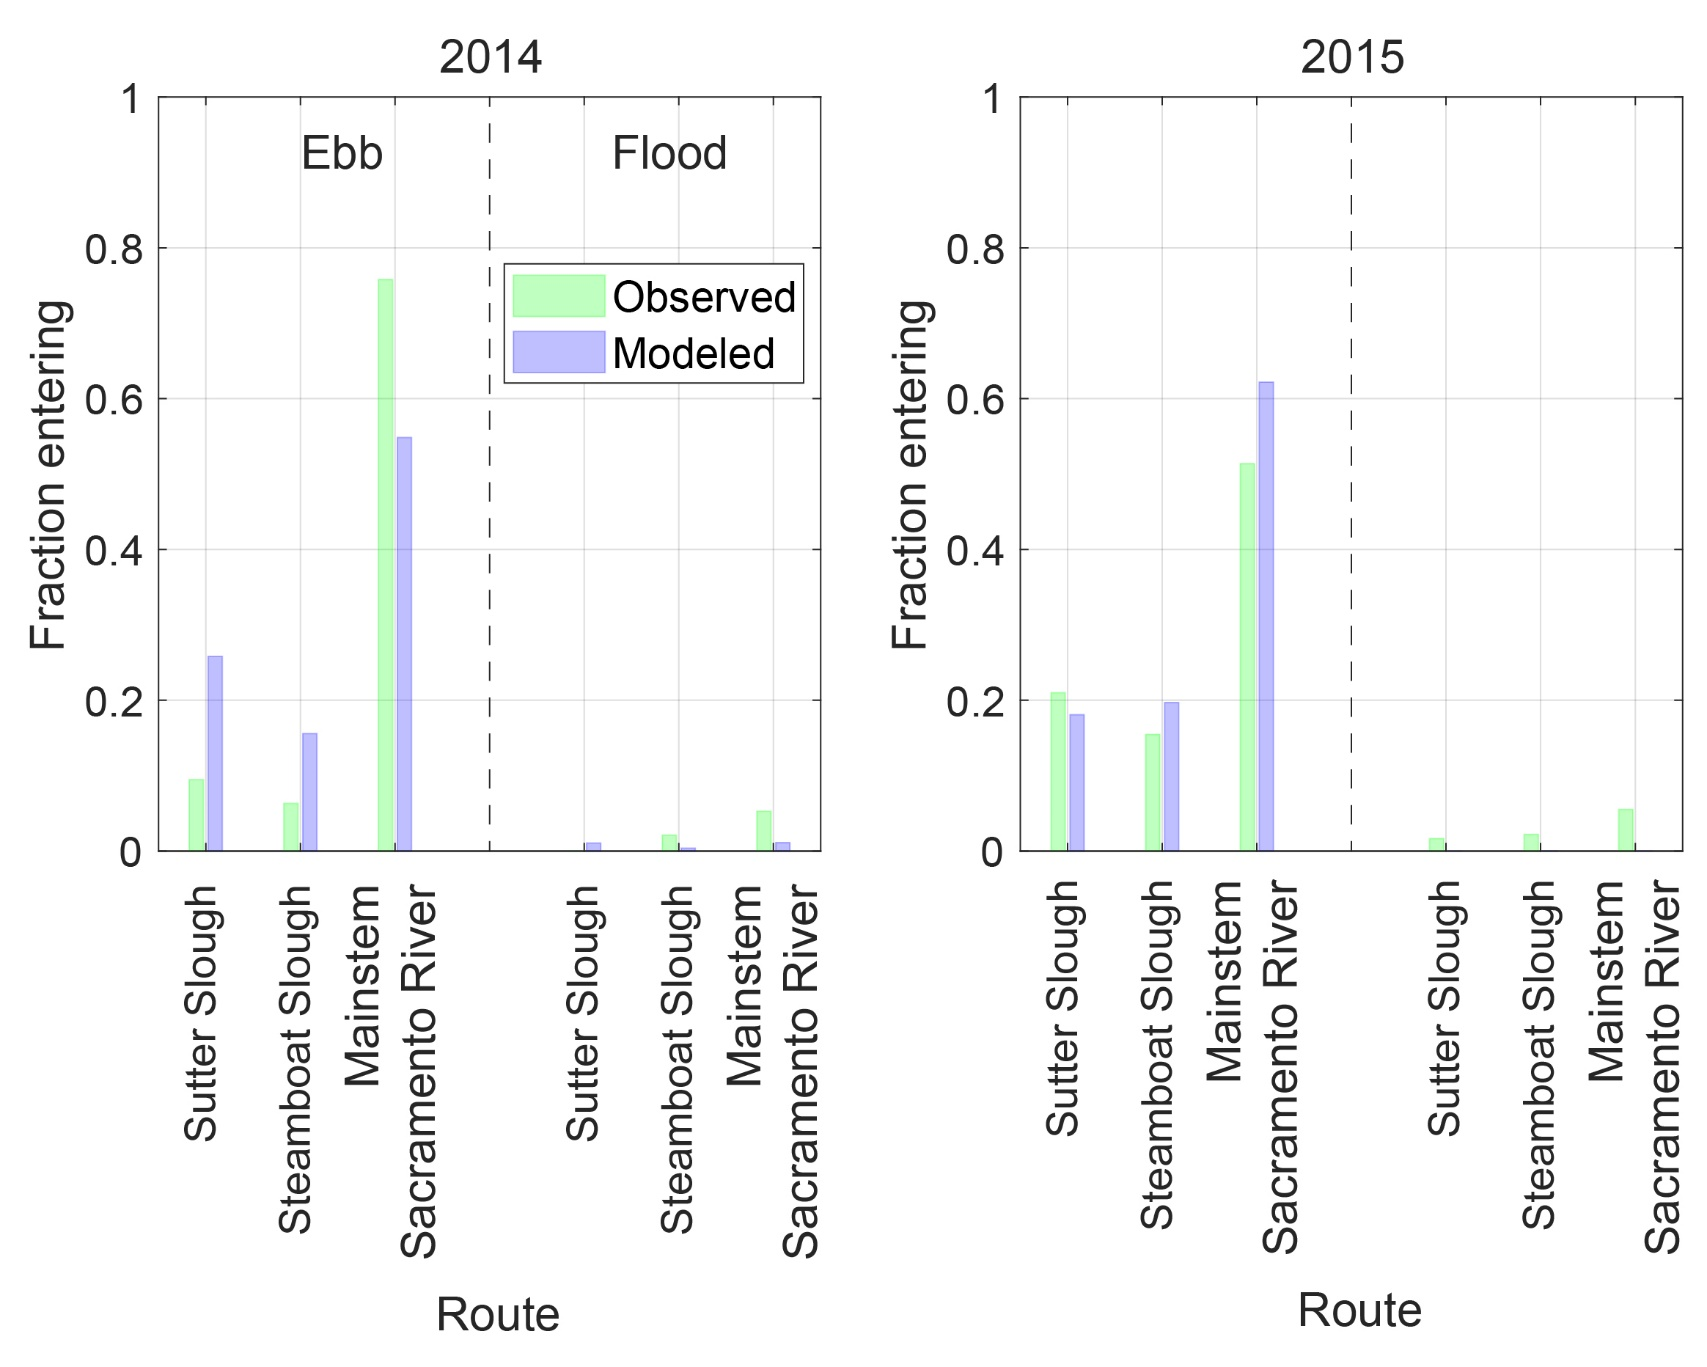 2014
1
0.8
0.6
0.4
0.2
0
Fraction entering
Ebb
Flood
Observed
Modeled
Sutter Slough
Steamboat Slough
Mainstem
Sacramento River
Sutter Slough
Steamboat Slough
Mainstem
Sacramento River
Route
2015
1
0.8
0.6
0.4
0.2
0
Fraction entering
Sutter Slough
Steamboat Slough
Mainstem
Sacramento River
Sutter Slough
Steamboat Slough
Mainstem
Sacramento River
Route